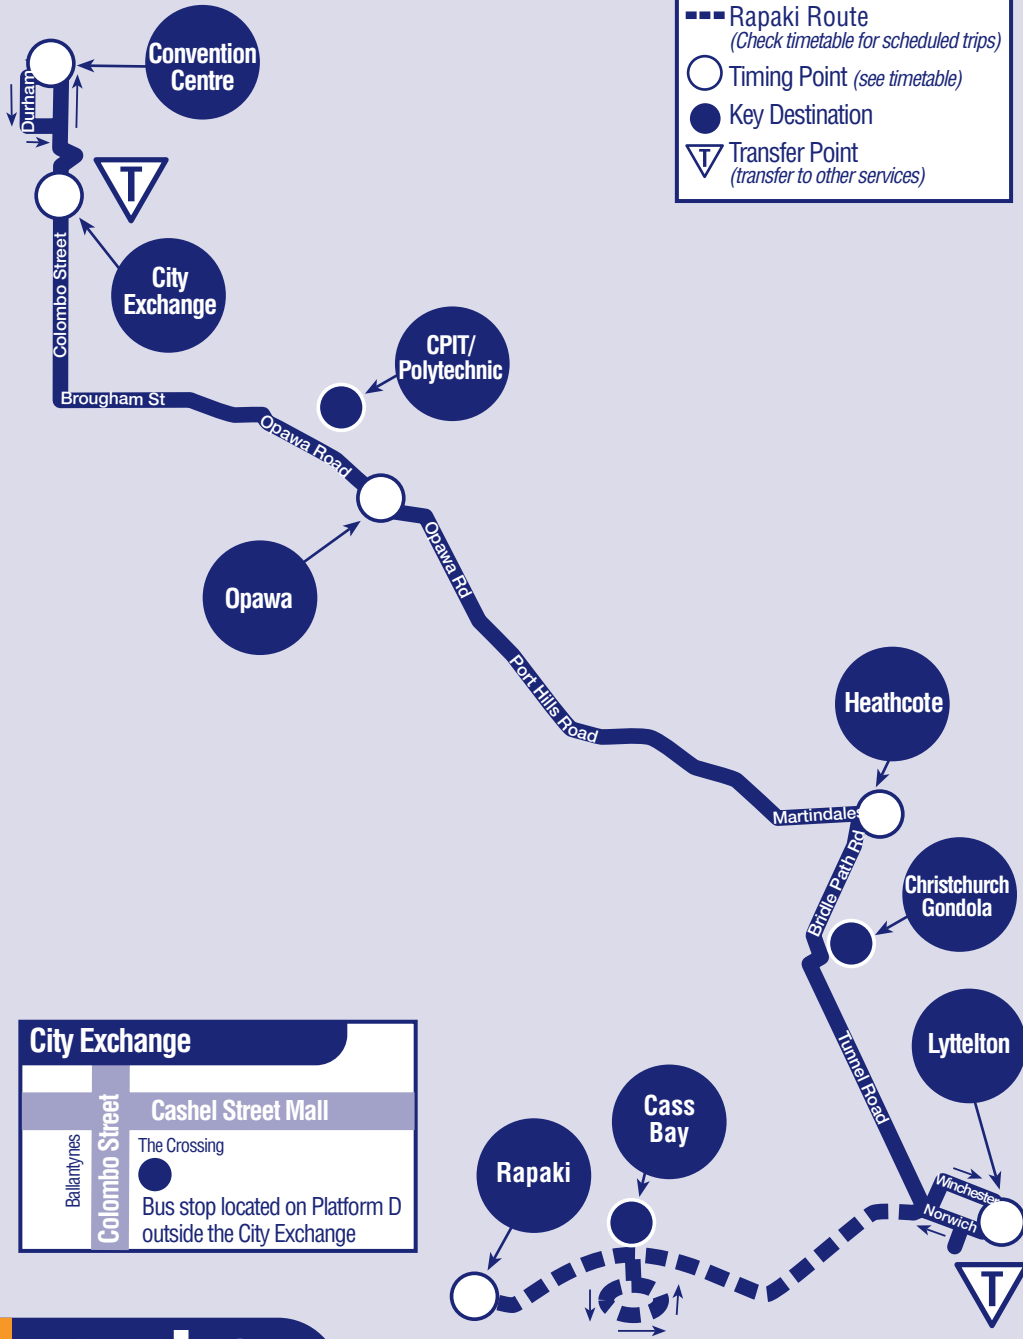 Rapaki Route
(Check timetable for scheduled trips)
Timing Point (see timetable)
Key Destination
T Transfer Point
(transfer to other services)
Convention
Centre
Durham
T
City
Exchange
Colombo Street
CPIT/
Polytechnic
Brougham St
Opawa Road
Opawa
Opawa Rd
Port Hills Road
Heathcote
Martindales
Bridle Path Rd
Christchurch
Gondola
Tunnel Road
Lyttelton
Winchester
Norwich
T
Cass
Bay
Rapaki
City Exchange
Cashel Street Mall
Colombo Street
Ballantynes
The Crossing
Bus stop located on Platform D
outside the City Exchange